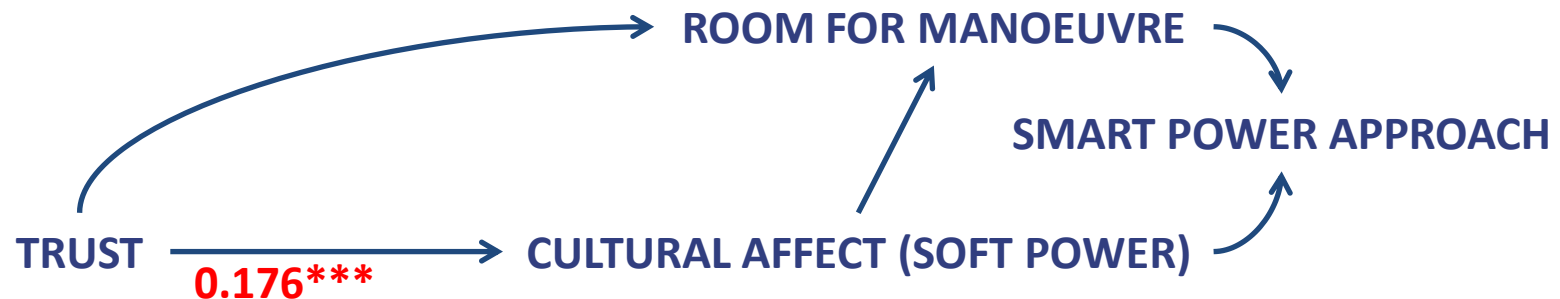 ROOM FOR MANOEUVRE
SMART POWER APPROACH
TRUST
CULTURAL AFFECT (SOFT POWER)
0.176***